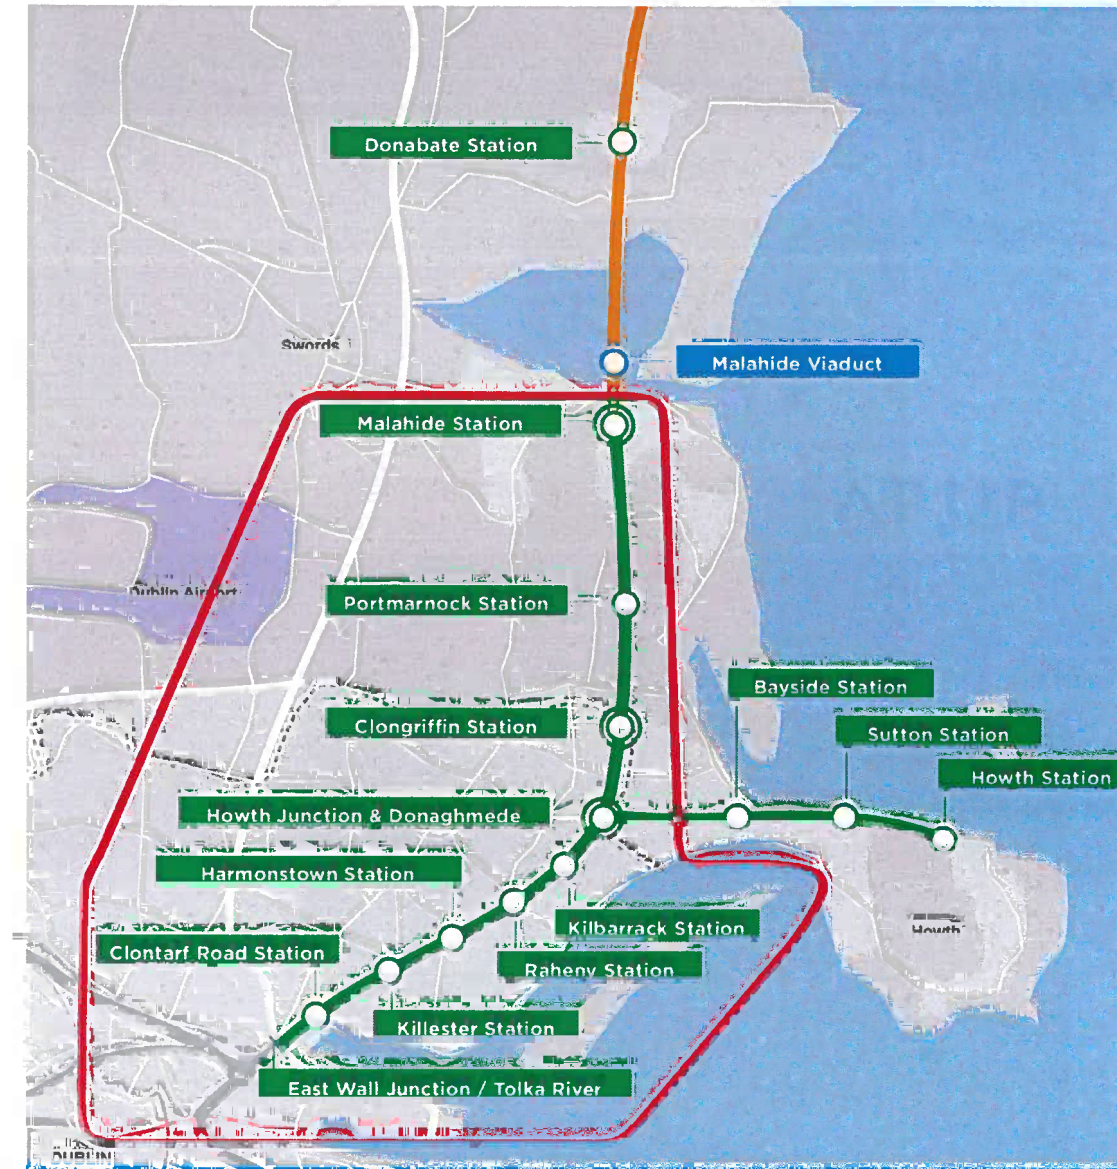 Donabate Station
Swords
Malahide Viaduct
Malahide Station
Dublin Airport
Portmarnock Station
Bayside Station
Clongriffin Station
Sutton Station
Howth Station
Howth Junction & Donaghmede
Harmonstown Station
Kilbarrack Station
Howth
Clontarf Road Station
Raheny Station
Killester Station
East Wall Junction / Tolka River
DUBLIN